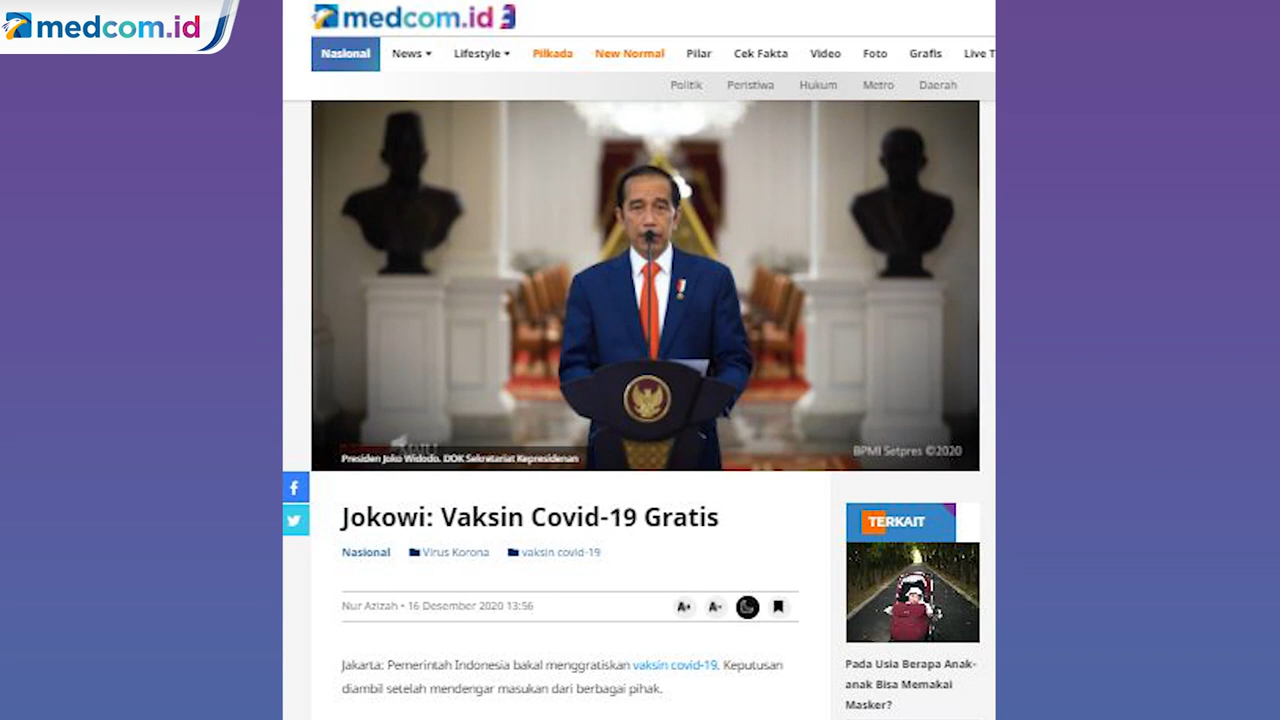 medcom.id
medcom.id
Nasional News Lifestyle Pilkada New Normal Pilar Cek Fakta Video Foto Grafis Live T
Politik Peristiwa Hukum Metro Daerah
BPMI Setpres ©2020
Presiden Joko Widodo. DOK Sekretariat Kepresidenan
Jokowi: Vaksin Covid-19 Gratis
Nasional Virus Korona vaksin covid-19
Nur Azizah • 16 Desember 2020 13:56
A+ A-
Jakarta: Pemerintah Indonesia bakal menggratiskan vaksin covid-19. Keputusan
diambil setelah mendengar masukan dari berbagai pihak.
TERKAIT
Pada Usia Berapa Anak-
anak Bisa Memakai
Masker?